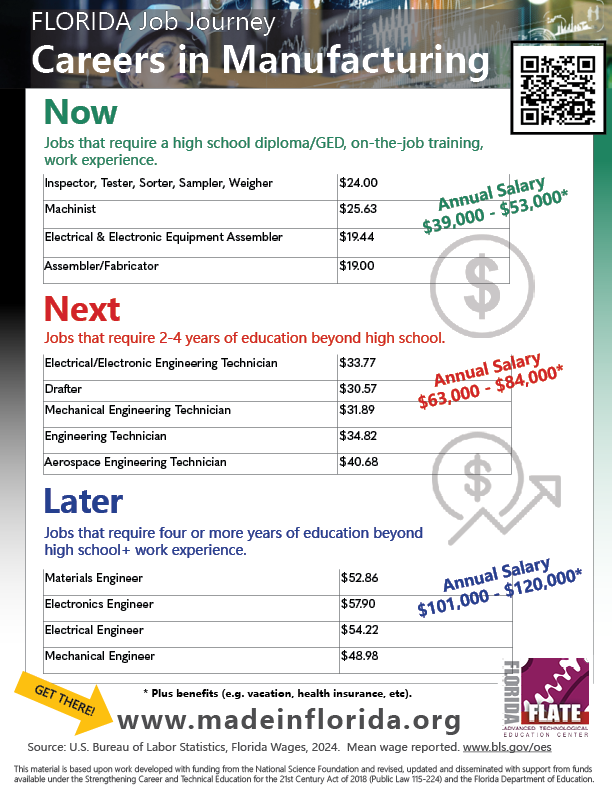 FLORIDA Job Journey
Careers in Manufacturing
Now
Jobs that require a high school diploma/GED, on-the-job training,
work experience.
Annual Salary
$39,000 - $53,000*
Inspector, Tester, Sorter, Sampler, Weigher $24.00
Machinist $25.63
Electrical & Electronic Equipment Assembler $19.44
Assembler/Fabricator $19.00
$
Next
Jobs that require 2-4 years of education beyond high school.
Annual Salary
$63,000 - $84,000*
Electrical/Electronic Engineering Technician $33.77
Drafter $30.57
Mechanical Engineering Technician $31.89
Engineering Technician $34.82
Aerospace Engineering Technician $40.68
$
Later
Jobs that require four or more years of education beyond
high school+ work experience.
Annual Salary
$101,000 - $120,000*
Materials Engineer $52.86
Electronics Engineer $57.90
Electrical Engineer $54.22
Mechanical Engineer $48.98
* Plus benefits (e.g. vacation, health insurance, etc).
GET THERE!
www.madeinflorida.org
FLORIDA
FLATE
ADVANCED TECHNOLOGICAL
EDUCATION CENTER
Source: U.S. Bureau of Labor Statistics, Florida Wages, 2024. Mean wage reported. www.bls.gov/oes
This material is based upon work developed with funding from the National Science Foundation and revised, updated and disseminated with support from funds
available under the Strengthening Career and Technical Education for the 21st Century Act of 2018 (Public Law 115-224) and the Florida Department of Education.